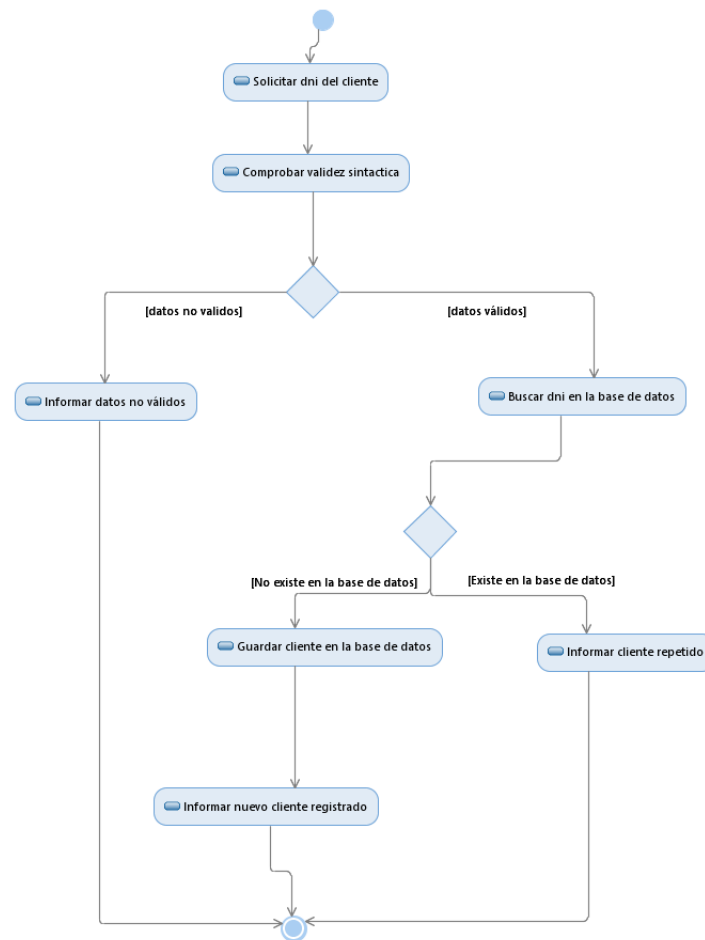 Solicitar dni del cliente
Comprobar validez sintactica
[datos no validos]
[datos válidos]
Informar datos no válidos
Buscar dni en la base de datos
[No existe en la base de datos]
[Existe en la base de datos]
Guardar cliente en la base de datos
Informar cliente repetido
Informar nuevo cliente registrado